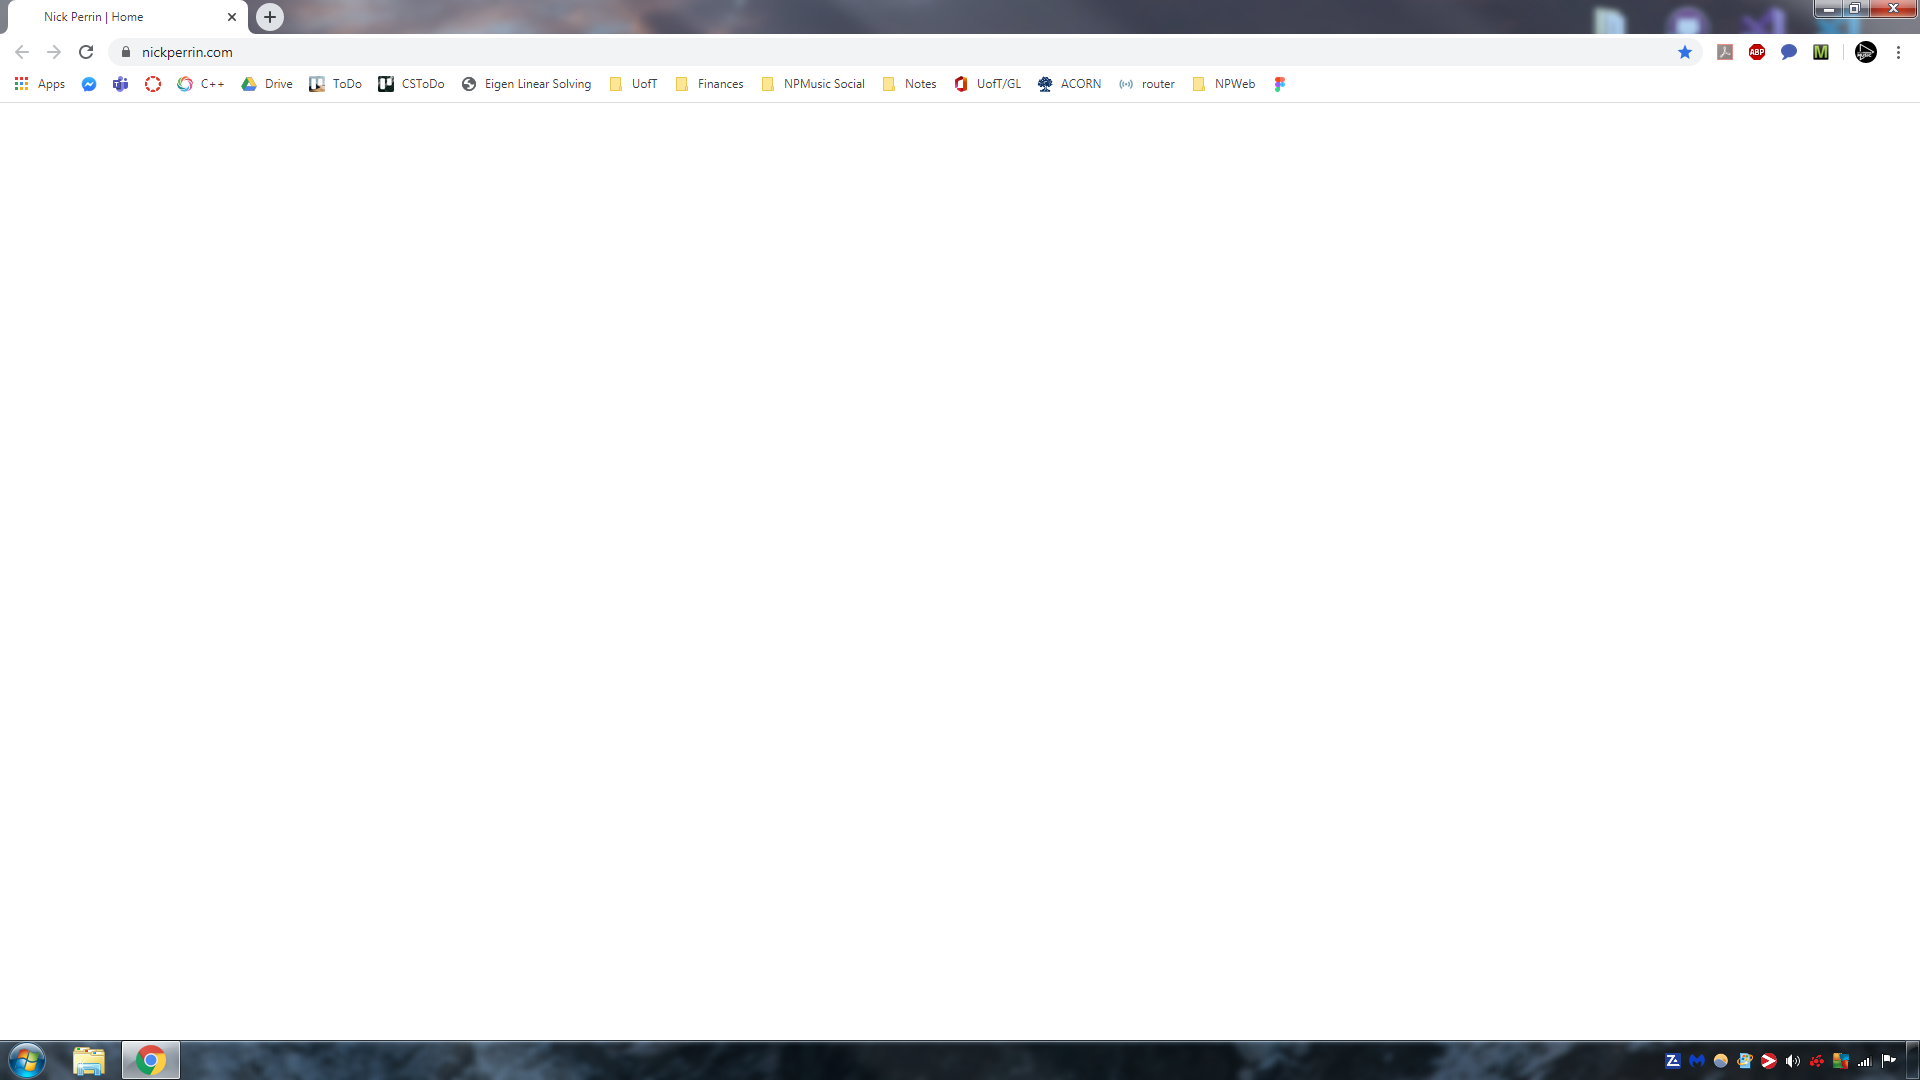 Nick Perrin | Home
nickperrin.com
ABP
M
Apps C++ Drive ToDo CSToDo Eigen Linear Solving UofT Finances NPMusic Social Notes UofT/GL ACORN router NPWeb